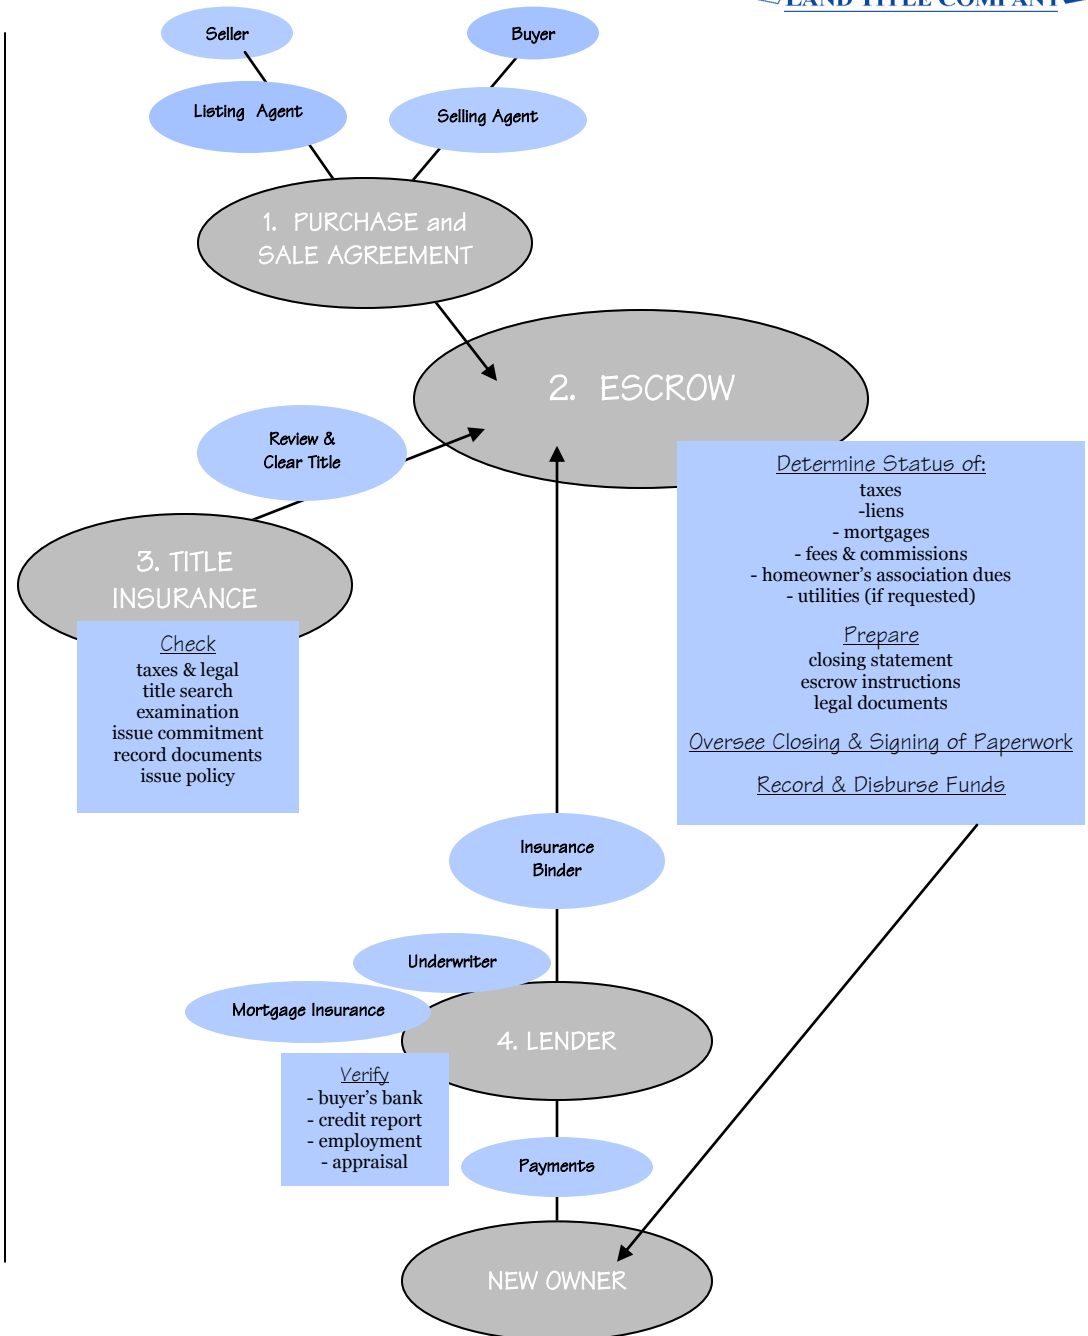 LAND TITLE COMPANY
Seller
Buyer
Listing Agent
Selling Agent
1. PURCHASE and
SALE AGREEMENT
2. ESCROW
Review &
Clear Title
3. TITLE
INSURANCE
Check
taxes & legal
title search
examination
issue commitment
record documents
issue policy
Determine Status of:
taxes
-liens
- mortgages
- fees & commissions
- homeowner's association dues
- utilities (if requested)
Prepare
closing statement
escrow instructions
legal documents
Oversee Closing & Signing of Paperwork
Record & Disburse Funds
Insurance
Binder
Underwriter
Mortgage Insurance
4. LENDER
Verify
- buyer's bank
- credit report
- employment
- appraisal
Payments
NEW OWNER